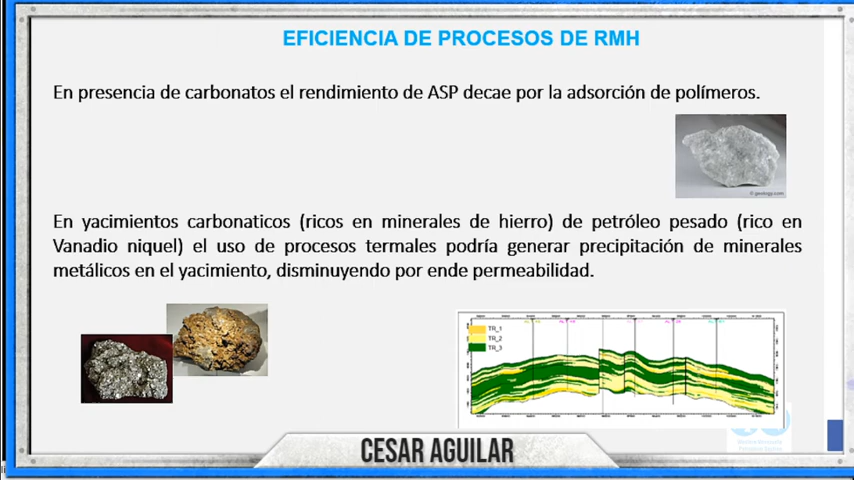 EFICIENCIA DE PROCESOS DE RMH
En presencia de carbonatos el rendimiento de ASP decae por la adsorción de polímeros.
© geology.com
En yacimientos carbonaticos (ricos en minerales de hierro) de petróleo pesado (rico en
Vanadio niquel) el uso de procesos termales podría generar precipitación de minerales
metálicos en el yacimiento, disminuyendo por ende permeabilidad.
TR_1
TR_2
TR_3
CESAR AGUILAR